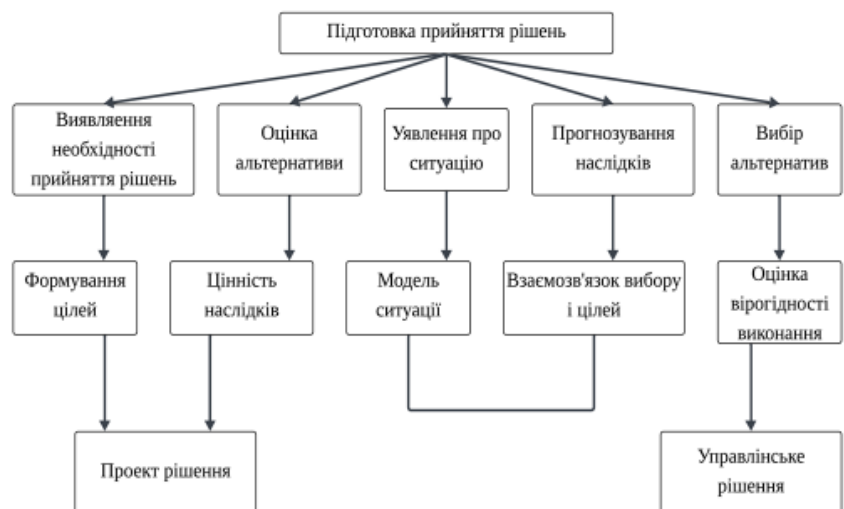 Підготовка прийняття рішень
Виявляення
необхідності
прийняття рішень
Оцінка
альтернативи
Уявлення про
ситуацію
Прогнозування
наслідків
Вибір
альтернатив
Формування
цілей
Цінність
наслідків
Модель
ситуації
Взаємозв'язок вибору
і цілей
Оцінка
вірогідності
виконання
Проект рішення
Управлінське
рішення